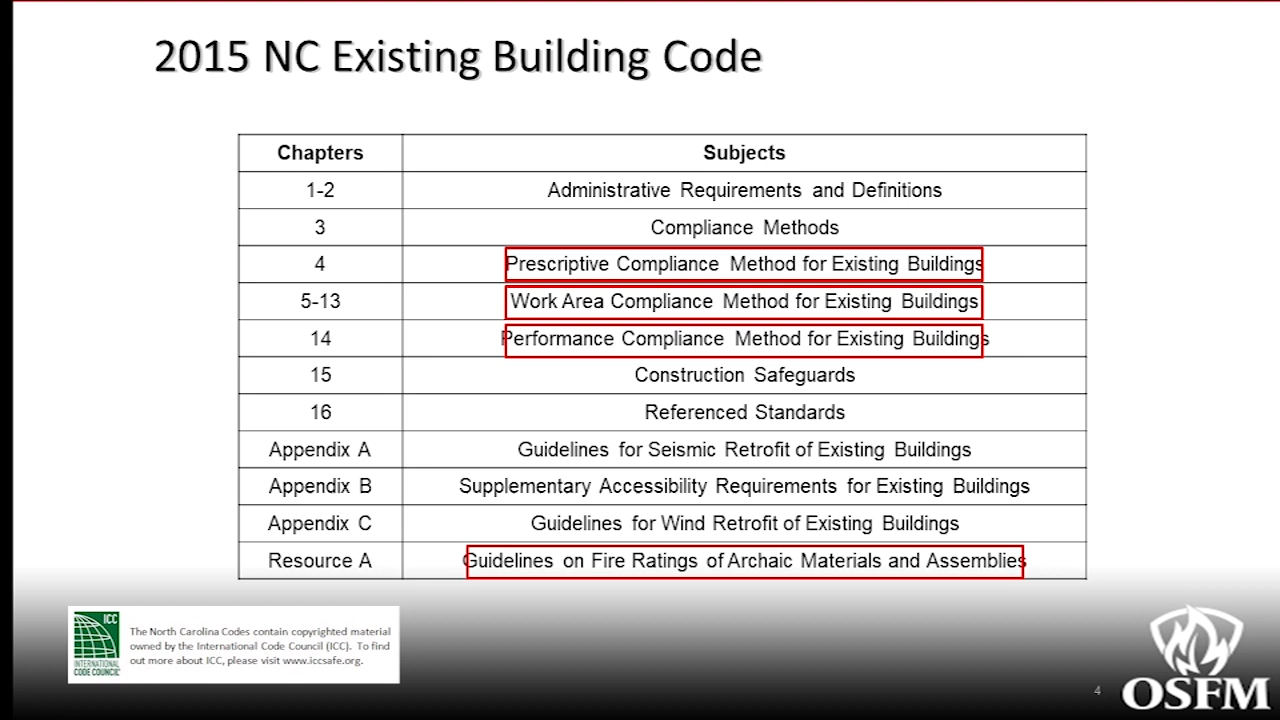 2015 NC Existing Building Code
Chapters Subjects
1-2 Administrative Requirements and Definitions
3 Compliance Methods
4 Prescriptive Compliance Method for Existing Buildings
5-13 Work Area Compliance Method for Existing Buildings
14 Performance Compliance Method for Existing Buildings
15 Construction Safeguards
16 Referenced Standards
Appendix A Guidelines for Seismic Retrofit of Existing Buildings
Appendix B Supplementary Accessibility Requirements for Existing Buildings
Appendix C Guidelines for Wind Retrofit of Existing Buildings
Resource A Guidelines on Fire Ratings of Archaic Materials and Assemblies
ICC
INTERNATIONAL
CODE COUNCIL
The North Carolina Codes contain copyrighted material
owned by the International Code Council (ICC). To find
out more about ICC, please visit www.iccsafe.org.
4
OSFM